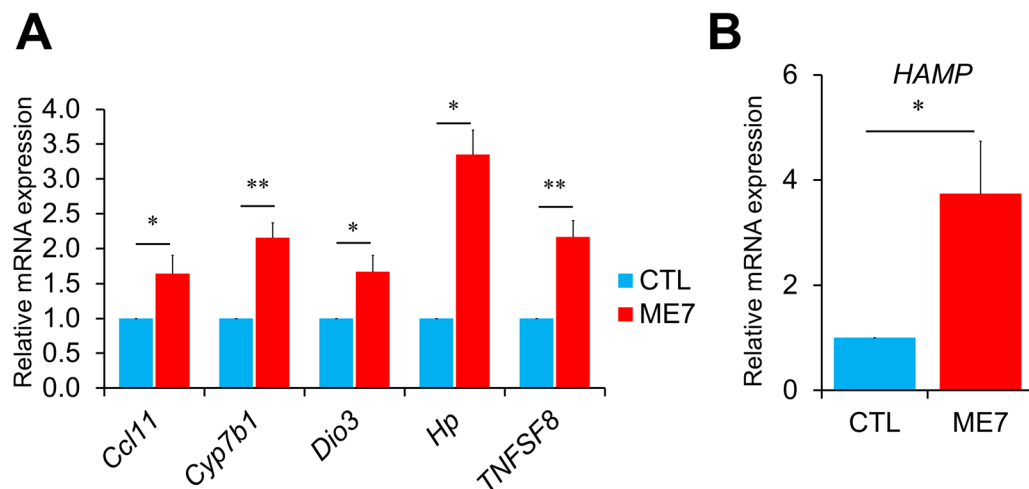 A
Relative mRNA expression
4.0
3.5
3.0
2.5
2.0
1.5
1.0
0.5
0.0
*
**
*
*
**
Ccl11
Cyp7b1
Dio3
Hp
TNFSF8
CTL
ME7
B
HAMP
Relative mRNA expression
6
4
2
0
*
CTL
ME7